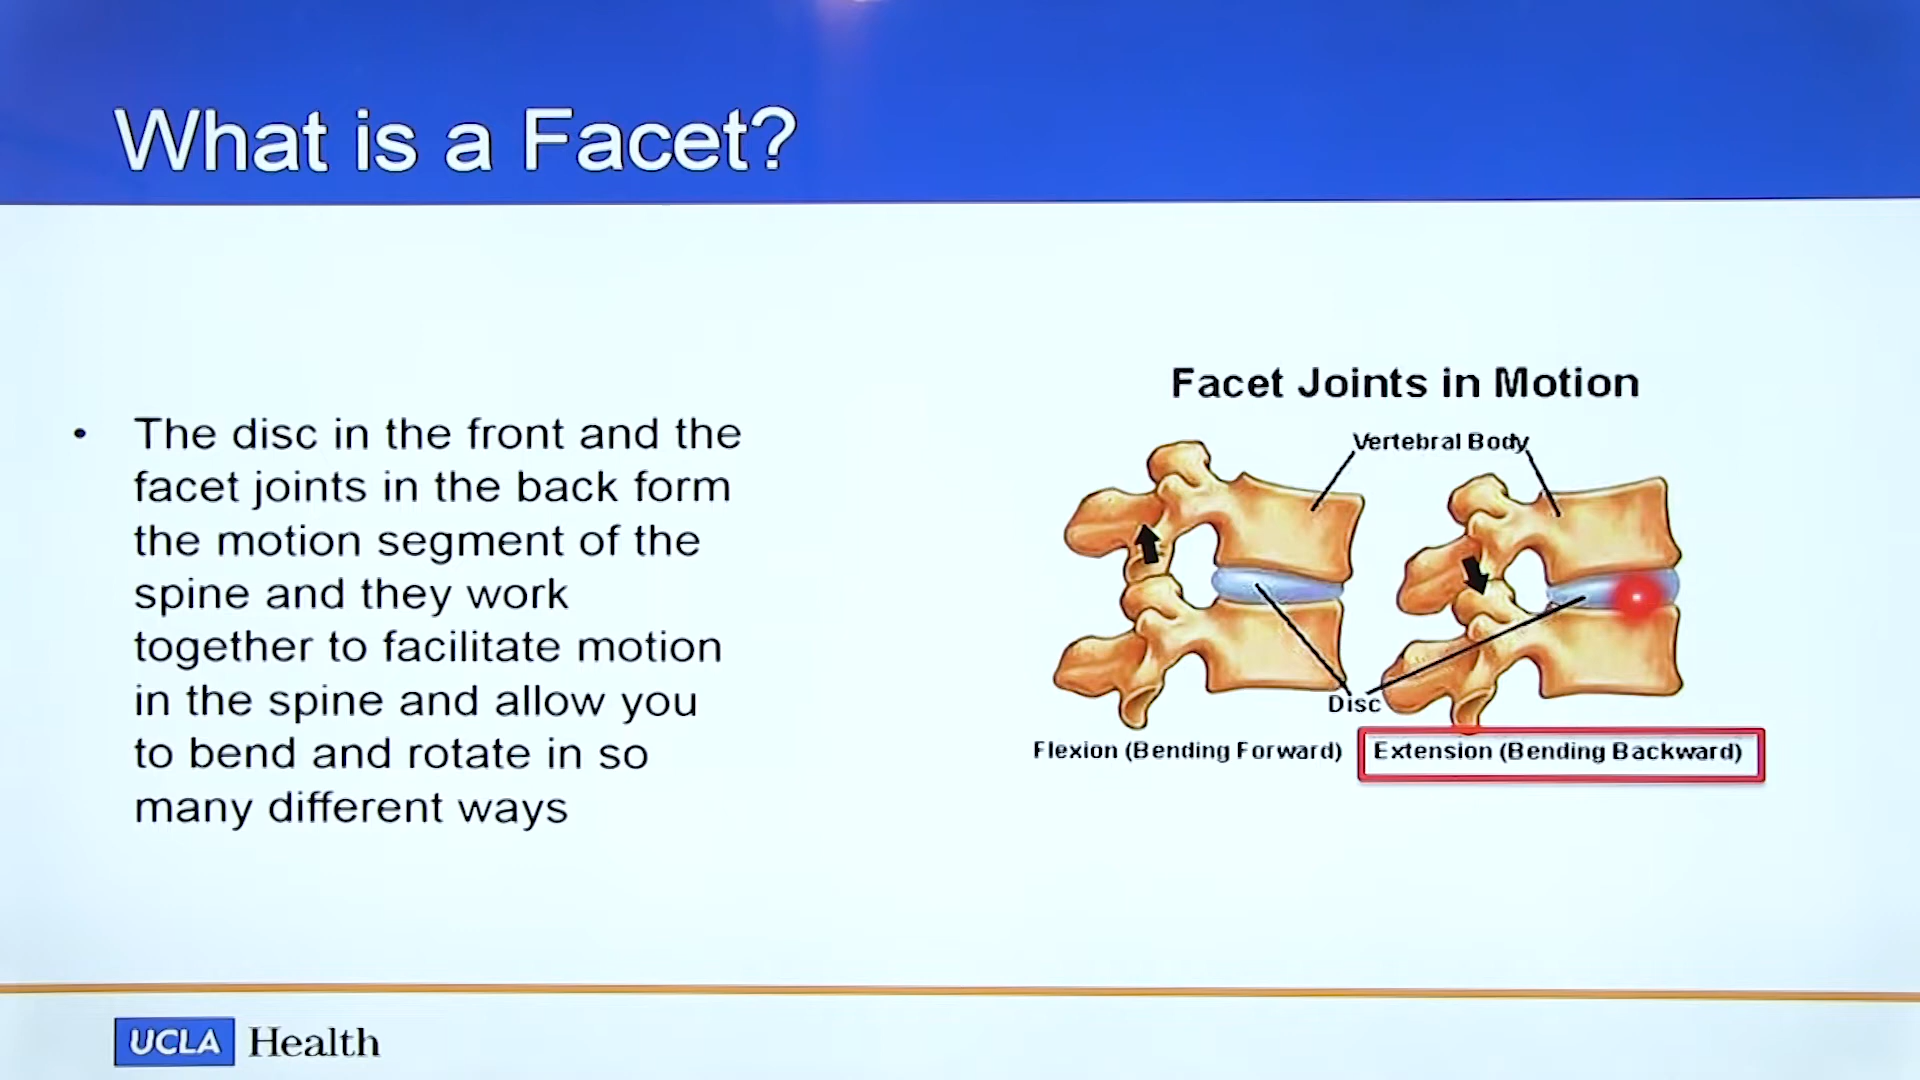 What is a Facet?
• The disc in the front and the
facet joints in the back form
the motion segment of the
spine and they work
together to facilitate motion
in the spine and allow you
to bend and rotate in so
many different ways
Facet Joints in Motion
Vertebral Body
Disc
Flexion (Bending Forward)
Extension (Bending Backward)
UCLA Health